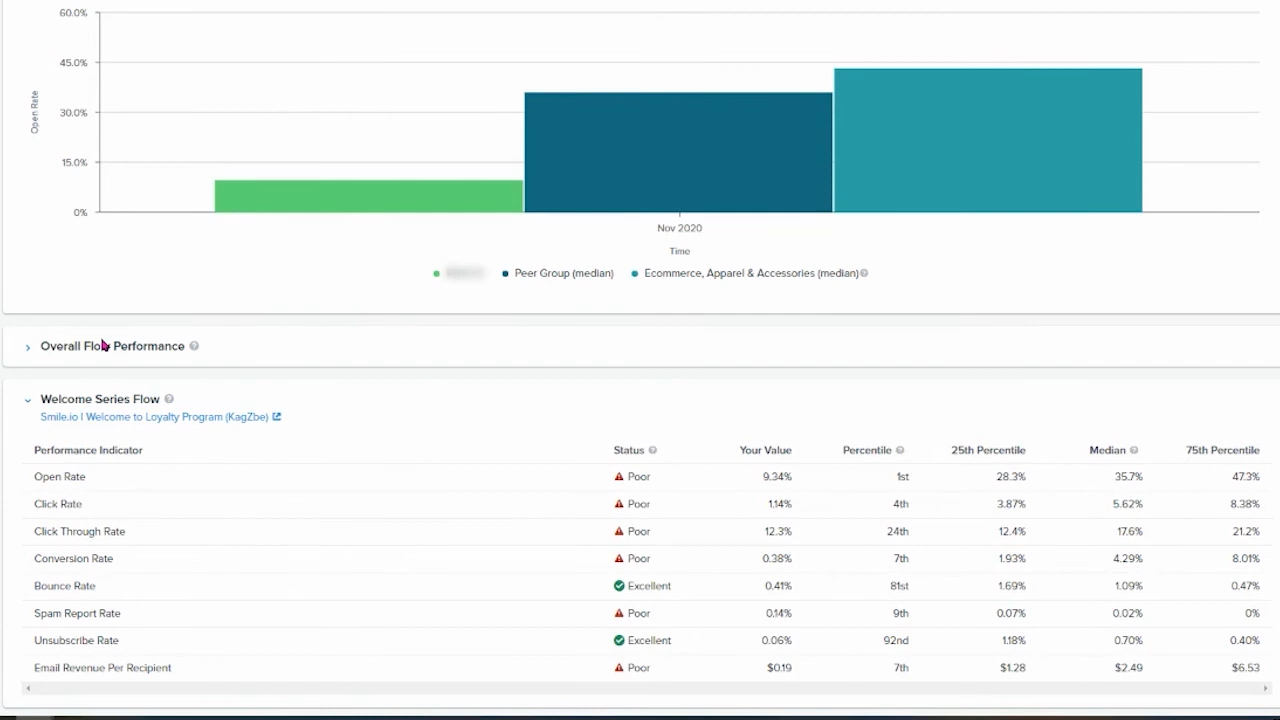 60.0%
45.0%
30.0%
15.0%
0%
Open Rate
Nov 2020
Time
Peer Group (median) Ecommerce, Apparel & Accessories (median)
Overall Flow Performance
Welcome Series Flow
Smile.io | Welcome to Loyalty Program (KagZbe)
Performance Indicator Status Your Value Percentile 25th Percentile Median 75th Percentile
Open Rate Poor 9.34% 1st 28.3% 35.7% 47.3%
Click Rate Poor 1.14% 4th 3.87% 5.62% 8.38%
Click Through Rate Poor 12.3% 24th 12.4% 17.6% 21.2%
Conversion Rate Poor 0.38% 7th 1.93% 4.29% 8.01%
Bounce Rate Excellent 0.41% 81st 1.69% 1.09% 0.47%
Spam Report Rate Poor 0.14% 9th 0.07% 0.02% 0%
Unsubscribe Rate Excellent 0.06% 92nd 1.18% 0.70% 0.40%
Email Revenue Per Recipient Poor $0.19 7th $1.28 $2.49 $6.53